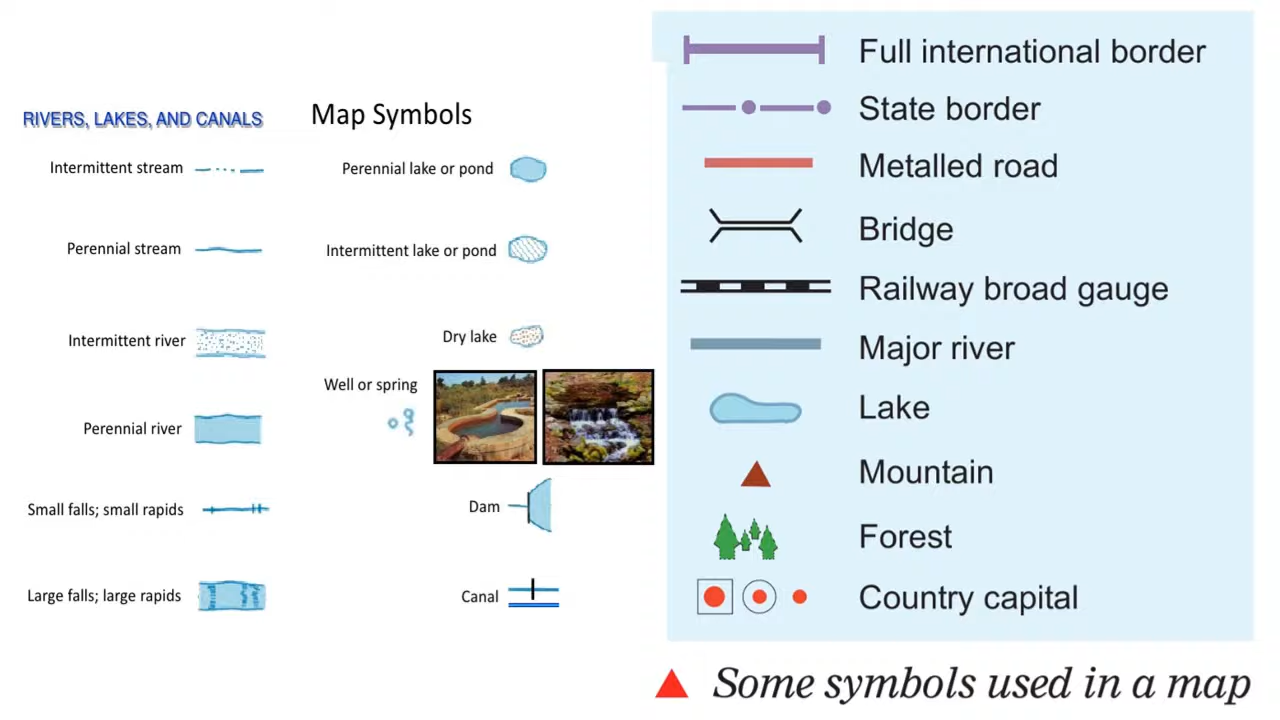 RIVERS, LAKES, AND CANALS
Map Symbols
Intermittent stream
Perennial stream
Intermittent river
Perennial river
Small falls; small rapids
Large falls; large rapids
Perennial lake or pond
Intermittent lake or pond
Dry lake
Well or spring
Dam
Canal
Full international border
State border
Metalled road
Bridge
Railway broad gauge
Major river
Lake
Mountain
Forest
Country capital
Some symbols used in a map